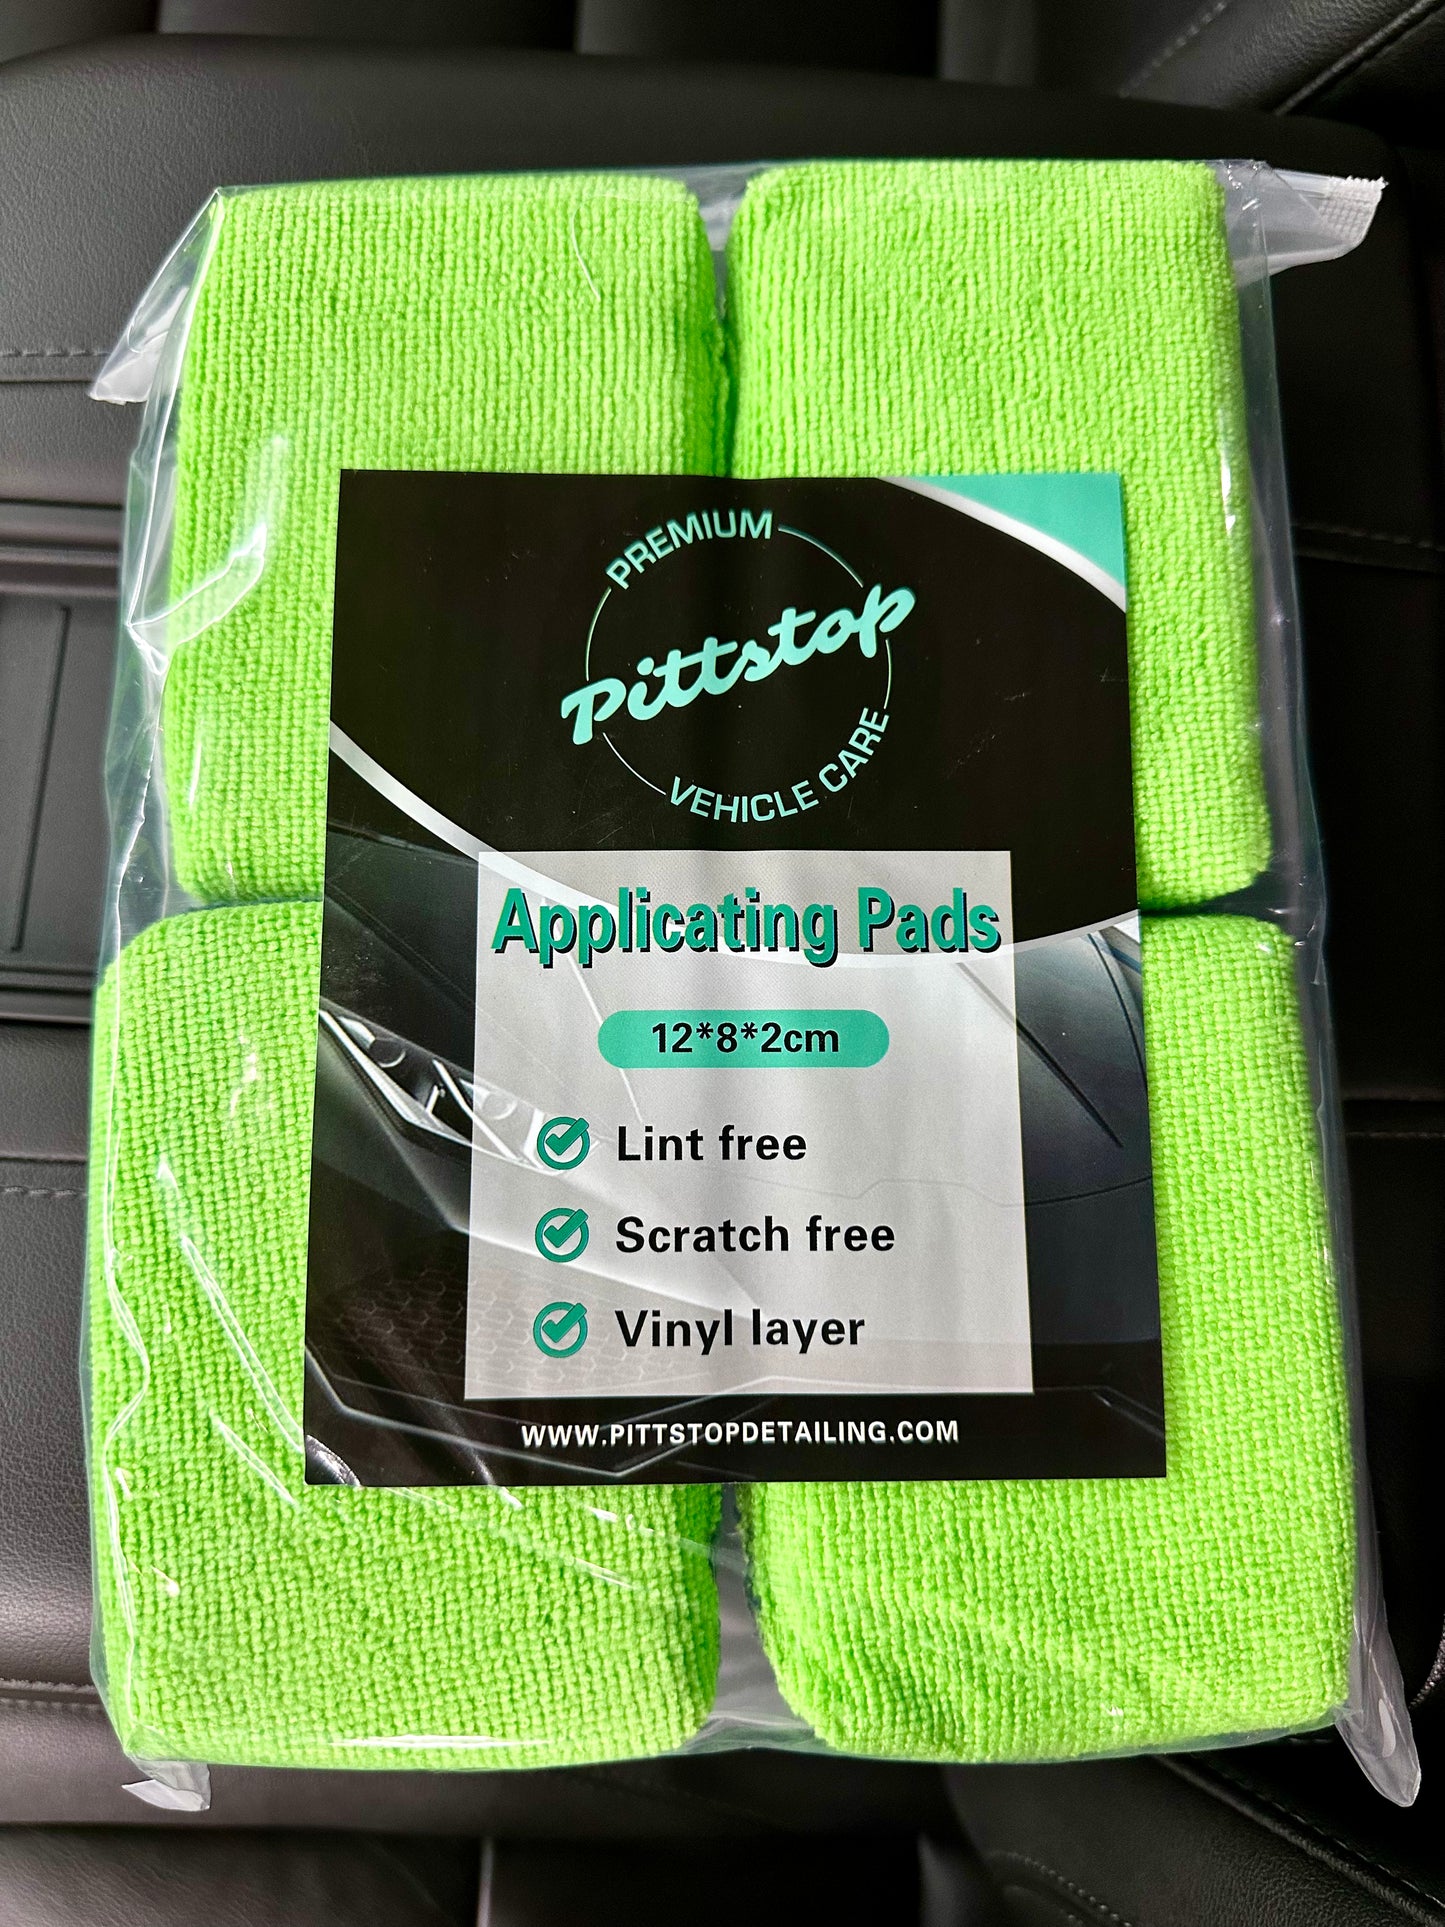 PREMIUM
Pittstop
VEHICLE CARE
Applicating Pads
12*8*2cm
Lint free
Scratch free
Vinyl layer
WWW.PITTSTOPDETAILING.COM